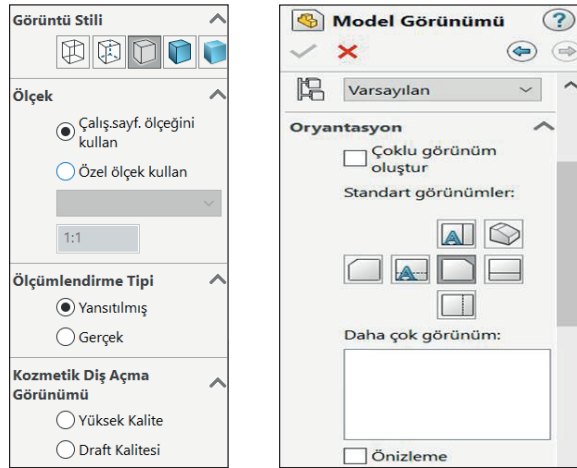 Görüntü Stili
Ölçek
Çalış.sayf. ölçeğini
kullan
Özel ölçek kullan
1:1
Ölçümlendirme Tipi
Yansıtılmış
Gerçek
Kozmetik Diş Açma
Görünümü
Yüksek Kalite
Draft Kalitesi
Model Görünümü
?
Varsayılan
Oryantasyon
Çoklu görünüm
oluştur
Standart görünümler:
A
A
Daha çok görünüm:
Önizleme